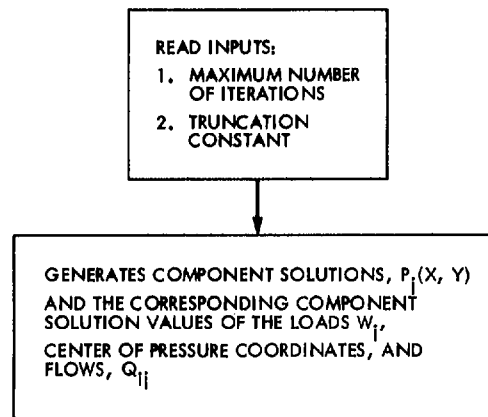 READ INPUTS:
1. MAXIMUM NUMBER
OF ITERATIONS
2. TRUNCATION
CONSTANT
GENERATES COMPONENT SOLUTIONS, Pj(X, Y)
AND THE CORRESPONDING COMPONENT
SOLUTION VALUES OF THE LOADS Wj,
CENTER OF PRESSURE COORDINATES, AND
FLOWS, Qij